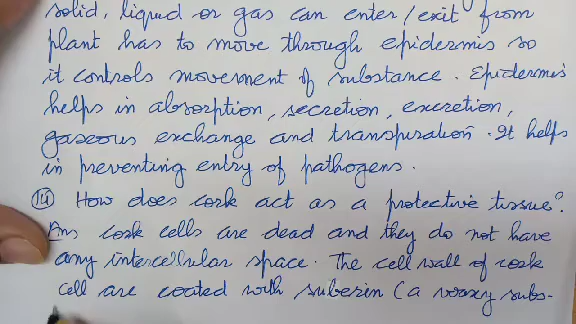 solid, liquid or gas can enter/exit from
plant has to move through epidermis so
it controls movement of substance. Epidermis
helps in absorption, secretion, excretion,
gaseous exchange and transpiration. It helps
in preventing entry of pathogens.
14 How does cork act as a protective tissue?
Ans Cork cells are dead and they do not have
any intercellular space. The cell wall of cork
cell are coated with suberin (a waxy subs-